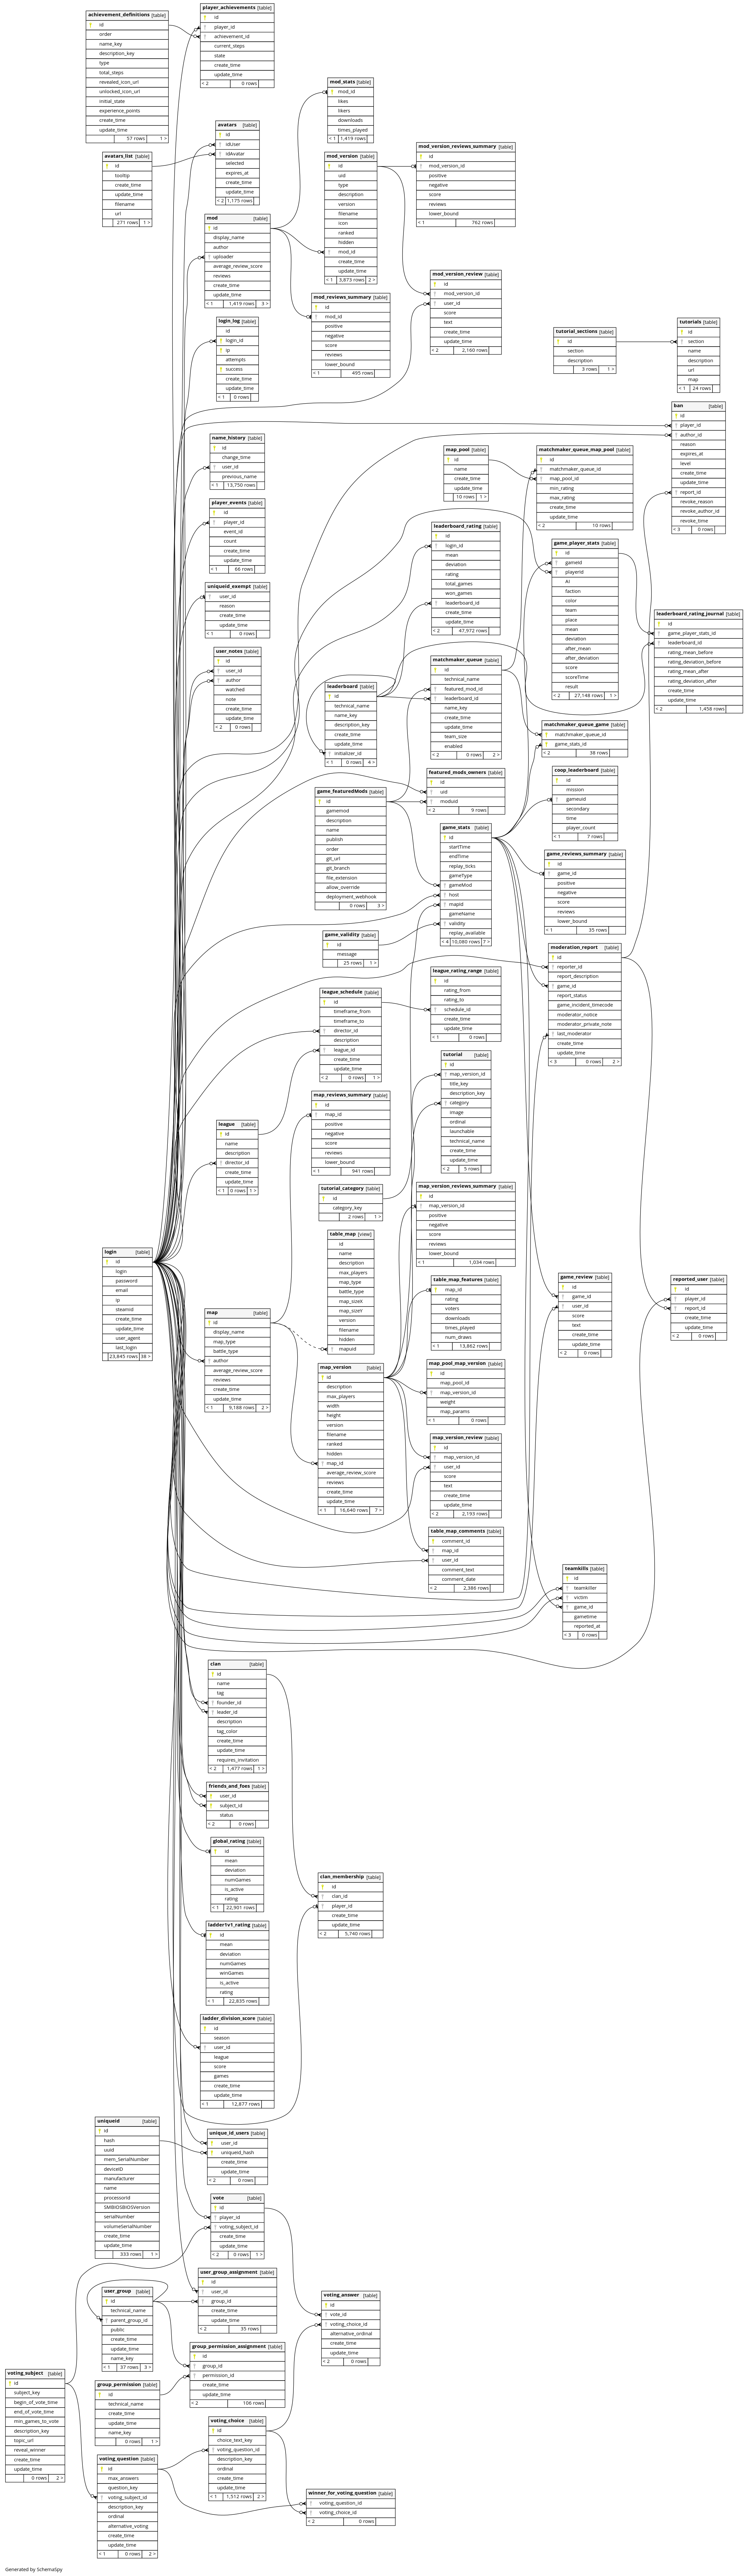 achievement_definitions [table]
id
order
name_key
description_key
type
total_steps
revealed_icon_url
unlocked_icon_url
initial_state
experience_points
create_time
update_time
57 rows 1 >
player_achievements [table]
id
player_id
achievement_id
current_steps
state
create_time
update_time
< 2 0 rows
mod_stats [table]
mod_id
likes
likers
downloads
times_played
< 1 1,419 rows
avatars [table]
id
idUser
idAvatar
selected
expires_at
create_time
update_time
< 2 1,175 rows
avatars_list [table]
id
tooltip
create_time
update_time
filename
url
271 rows 1 >
mod_version [table]
id
uid
type
description
version
filename
icon
ranked
hidden
mod_id
create_time
update_time
< 1 3,873 rows 2 >
mod_version_reviews_summary [table]
id
mod_version_id
positive
negative
score
reviews
lower_bound
< 1 762 rows
mod [table]
id
display_name
author
uploader
average_review_score
reviews
create_time
update_time
< 1 1,419 rows 3 >
mod_reviews_summary [table]
id
mod_id
positive
negative
score
reviews
lower_bound
< 1 495 rows
mod_version_review [table]
id
mod_version_id
user_id
score
text
create_time
update_time
< 2 2,160 rows
login_log [table]
id
login_id
ip
attempts
success
create_time
update_time
< 1 0 rows
tutorial_sections [table]
id
section
description
3 rows 1 >
tutorials [table]
id
section
name
description
url
map
< 1 24 rows
ban [table]
id
player_id
author_id
reason
expires_at
level
create_time
update_time
report_id
revoke_reason
revoke_author_id
revoke_time
< 3 0 rows
name_history [table]
id
change_time
user_id
previous_name
< 1 13,750 rows
map_pool [table]
id
name
create_time
update_time
10 rows 1 >
matchmaker_queue_map_pool [table]
id
matchmaker_queue_id
map_pool_id
min_rating
max_rating
create_time
update_time
< 2 10 rows
player_events [table]
id
player_id
event_id
count
create_time
update_time
< 1 66 rows
leaderboard_rating [table]
id
login_id
mean
deviation
rating
total_games
won_games
leaderboard_id
create_time
update_time
< 2 47,972 rows
game_player_stats [table]
id
gameId
playerId
AI
faction
color
team
place
mean
deviation
after_mean
after_deviation
score
scoreTime
result
< 2 27,148 rows 1 >
uniqueid_exempt [table]
user_id
reason
create_time
update_time
< 1 0 rows
leaderboard_rating_journal [table]
id
game_player_stats_id
leaderboard_id
rating_mean_before
rating_deviation_before
rating_mean_after
rating_deviation_after
create_time
update_time
< 2 1,458 rows
user_notes [table]
id
user_id
author
watched
note
create_time
update_time
< 2 0 rows
leaderboard [table]
id
technical_name
name_key
description_key
create_time
update_time
initializer_id
< 1 0 rows 4 >
matchmaker_queue [table]
id
technical_name
featured_mod_id
leaderboard_id
name_key
create_time
update_time
team_size
enabled
< 2 0 rows 2 >
matchmaker_queue_game [table]
matchmaker_queue_id
game_stats_id
< 2 38 rows
featured_mods_owners [table]
id
uid
moduid
< 2 9 rows
coop_leaderboard [table]
id
mission
gameuid
secondary
time
player_count
< 1 7 rows
game_featuredMods [table]
id
gamemod
description
name
publish
order
git_url
git_branch
file_extension
allow_override
deployment_webhook
0 rows 3 >
game_stats [table]
id
startTime
endTime
replay_ticks
gameType
gameMod
host
mapId
gameName
validity
replay_available
< 4 10,080 rows 7 >
game_reviews_summary [table]
id
game_id
positive
negative
score
reviews
lower_bound
< 1 35 rows
game_validity [table]
id
message
25 rows 1 >
moderation_report [table]
id
reporter_id
report_description
game_id
report_status
game_incident_timecode
moderator_notice
moderator_private_note
last_moderator
create_time
update_time
< 3 0 rows 2 >
league_schedule [table]
id
timeframe_from
timeframe_to
director_id
description
league_id
create_time
update_time
< 2 0 rows 1 >
league_rating_range [table]
id
rating_from
rating_to
schedule_id
create_time
update_time
< 1 0 rows
tutorial [table]
id
map_version_id
title_key
description_key
category
image
ordinal
launchable
technical_name
create_time
update_time
< 2 5 rows
map_reviews_summary [table]
id
map_id
positive
negative
score
reviews
lower_bound
< 1 941 rows
league [table]
id
name
description
director_id
create_time
update_time
< 1 0 rows 1 >
tutorial_category [table]
id
category_key
2 rows 1 >
map_version_reviews_summary [table]
id
map_version_id
positive
negative
score
reviews
lower_bound
< 1 1,034 rows
table_map [view]
id
name
description
max_players
map_type
battle_type
map_sizeX
map_sizeY
version
filename
hidden
mapuid
login [table]
id
login
password
email
ip
steamid
create_time
update_time
user_agent
last_login
23,845 rows 38 >
table_map_features [table]
map_id
rating
voters
downloads
times_played
num_draws
< 1 13,862 rows
game_review [table]
id
game_id
user_id
score
text
create_time
update_time
< 2 0 rows
reported_user [table]
id
player_id
report_id
create_time
update_time
< 2 0 rows
map [table]
id
display_name
map_type
battle_type
author
average_review_score
reviews
create_time
update_time
< 1 9,188 rows 2 >
map_version [table]
id
description
max_players
width
height
version
filename
ranked
hidden
map_id
average_review_score
reviews
create_time
update_time
< 1 16,640 rows 7 >
map_pool_map_version [table]
id
map_pool_id
map_version_id
weight
map_params
< 1 0 rows
map_version_review [table]
id
map_version_id
user_id
score
text
create_time
update_time
< 2 2,193 rows
table_map_comments [table]
comment_id
map_id
user_id
comment_text
comment_date
< 2 2,386 rows
teamkills [table]
id
teamkiller
victim
game_id
gametime
reported_at
< 3 0 rows
clan [table]
id
name
tag
founder_id
leader_id
description
tag_color
create_time
update_time
requires_invitation
< 2 1,477 rows 1 >
friends_and_foes [table]
user_id
subject_id
status
< 2 0 rows
global_rating [table]
id
mean
deviation
numGames
is_active
rating
< 1 22,901 rows
clan_membership [table]
id
clan_id
player_id
create_time
update_time
< 2 5,740 rows
ladder1v1_rating [table]
id
mean
deviation
numGames
winGames
is_active
rating
< 1 22,835 rows
ladder_division_score [table]
id
season
user_id
league
score
games
create_time
update_time
< 1 12,877 rows
uniqueid [table]
id
hash
uuid
mem_SerialNumber
deviceID
manufacturer
name
processorId
SMBIOSBIOSVersion
serialNumber
volumeSerialNumber
create_time
update_time
333 rows 1 >
unique_id_users [table]
id
user_id
uniqueid_hash
create_time
update_time
< 2 0 rows
vote [table]
id
player_id
voting_subject_id
create_time
update_time
< 2 0 rows 1 >
user_group_assignment [table]
id
user_id
group_id
create_time
update_time
< 2 35 rows
user_group [table]
id
technical_name
parent_group_id
public
create_time
update_time
name_key
< 1 37 rows 3 >
voting_answer [table]
id
vote_id
voting_choice_id
alternative_ordinal
create_time
update_time
< 2 0 rows
group_permission_assignment [table]
id
group_id
permission_id
create_time
update_time
< 2 106 rows
voting_subject [table]
id
subject_key
begin_of_vote_time
end_of_vote_time
min_games_to_vote
description_key
topic_url
reveal_winner
create_time
update_time
0 rows 2 >
group_permission [table]
id
technical_name
create_time
update_time
name_key
0 rows 1 >
voting_choice [table]
id
choice_text_key
voting_question_id
description_key
ordinal
create_time
update_time
< 1 1,512 rows 2 >
voting_question [table]
id
max_answers
question_key
voting_subject_id
description_key
ordinal
alternative_voting
create_time
update_time
< 1 0 rows 2 >
winner_for_voting_question [table]
voting_question_id
voting_choice_id
< 2 0 rows
Generated by SchemaSpy